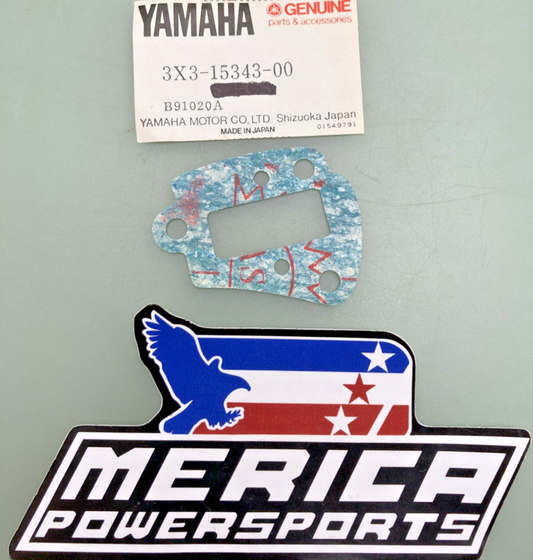 YAMAHA GENUINE
parts & accessories
3X3-15343-00
B91020A
YAMAHA MOTOR CO.,LTD. Shizuoka Japan
MADE IN JAPAN 01549791
MERICA
POWERSPORTS